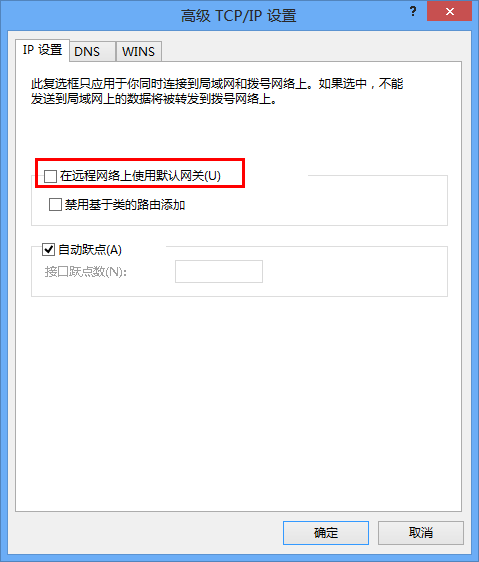 高级 TCP/IP 设置
?
IP 设置 DNS WINS
此复选框只应用于你同时连接到局域网和拨号网络上。如果选中，不能
发送到局域网上的数据将被转发到拨号网络上。
在远程网络上使用默认网关(U)
禁用基于类的路由添加
自动跃点(A)
接口跃点数(N):
确定 取消